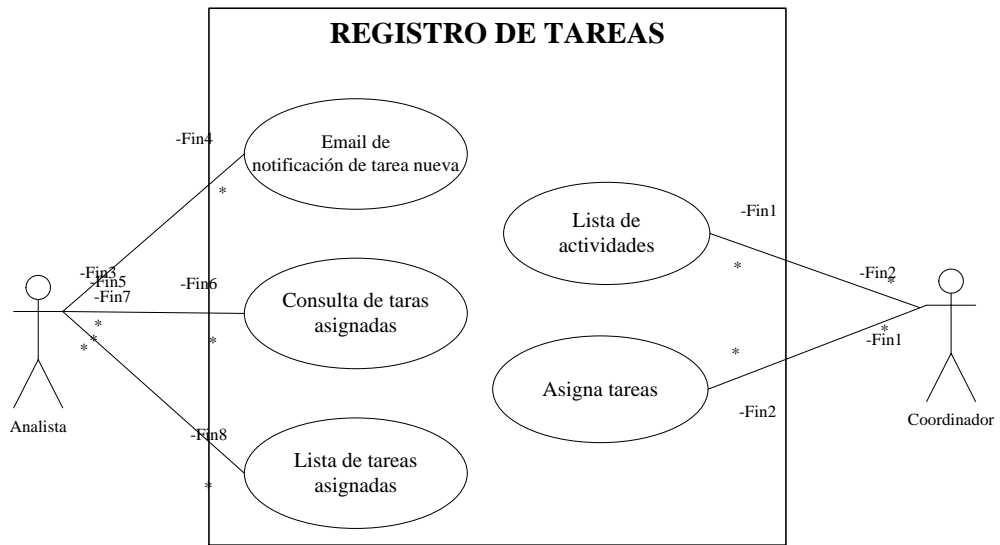 REGISTRO DE TAREAS
-Fin4
Email de
notificación de tarea nueva
*
-Fin1
Lista de
actividades
*
-Fin3
-Fin5
-Fin7
-Fin6
Consulta de taras
asignadas
-Fin2
*
*
*
*
*
*
*
-Fin1
Asigna tareas
-Fin2
Analista
Coordinador
-Fin8
Lista de tareas
asignadas
*